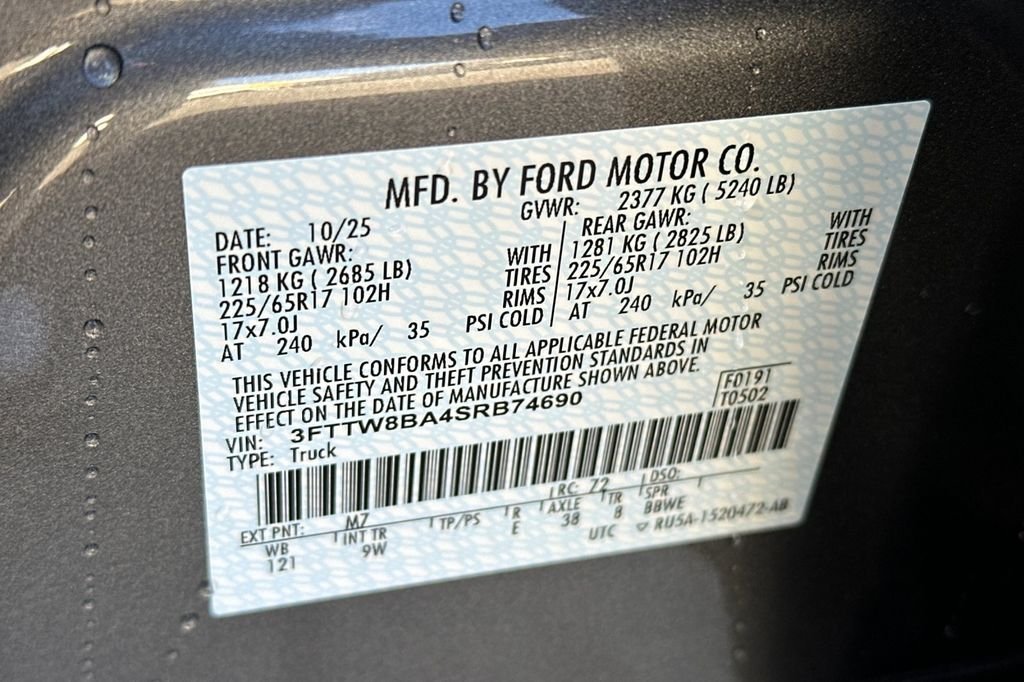 MFD. BY FORD MOTOR CO.
DATE: 10/25 GVWR: 2377 KG ( 5240 LB)
FRONT GAWR: WITH
1218 KG ( 2685 LB) TIRES
225/65R17 102H RIMS
17x7.0J PSI COLD
AT 240 kPa/ 35
REAR GAWR: WITH
1281 KG ( 2825 LB) TIRES
225/65R17 102H RIMS
17x7.0J PSI COLD
AT 240 kPa/ 35
THIS VEHICLE CONFORMS TO ALL APPLICABLE FEDERAL MOTOR
VEHICLE SAFETY AND THEFT PREVENTION STANDARDS IN
EFFECT ON THE DATE OF MANUFACTURE SHOWN ABOVE.
F0191
T0502
VIN: 3FTTW8BA4SRB74690
TYPE: Truck
EXT PNT: M7 RC: 72 DSO:
WB INT TR TP/PS R AXLE TR SPR
121 9W E 38 8 BBWE
UTC ▽ RU5A-1520472-AB